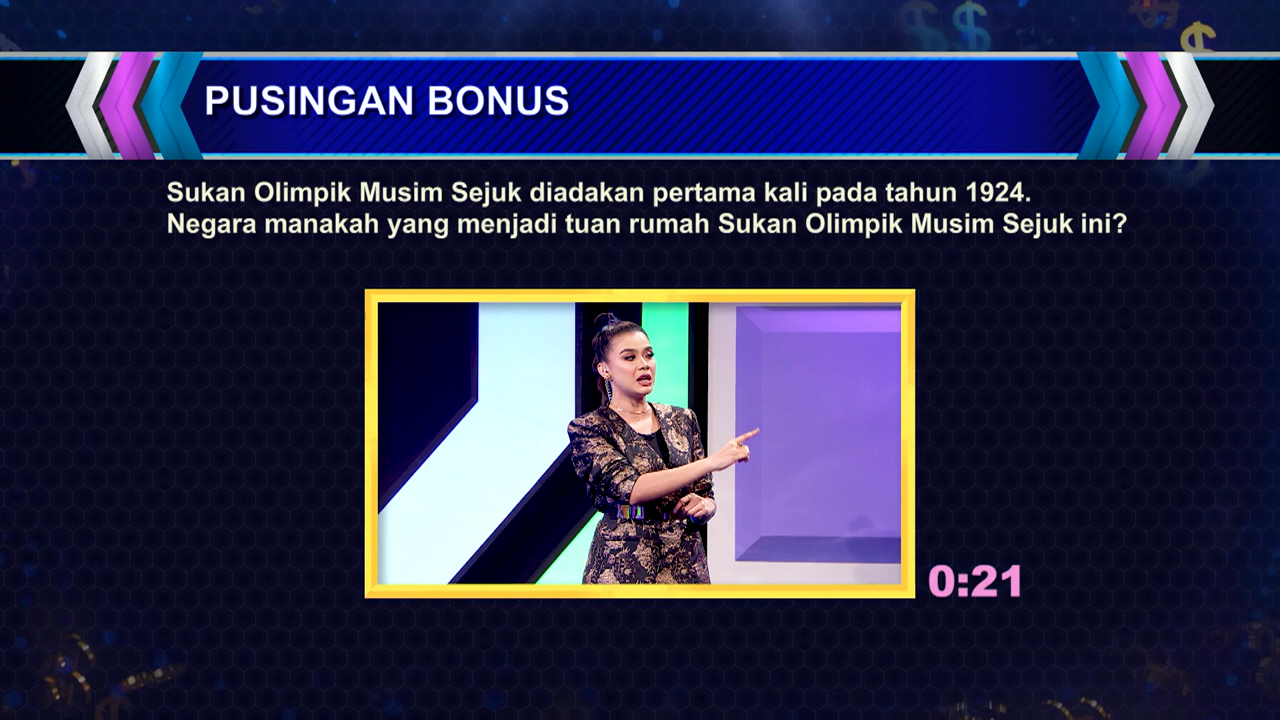 PUSINGAN BONUS
Sukan Olimpik Musim Sejuk diadakan pertama kali pada tahun 1924.
Negara manakah yang menjadi tuan rumah Sukan Olimpik Musim Sejuk ini?
0:21